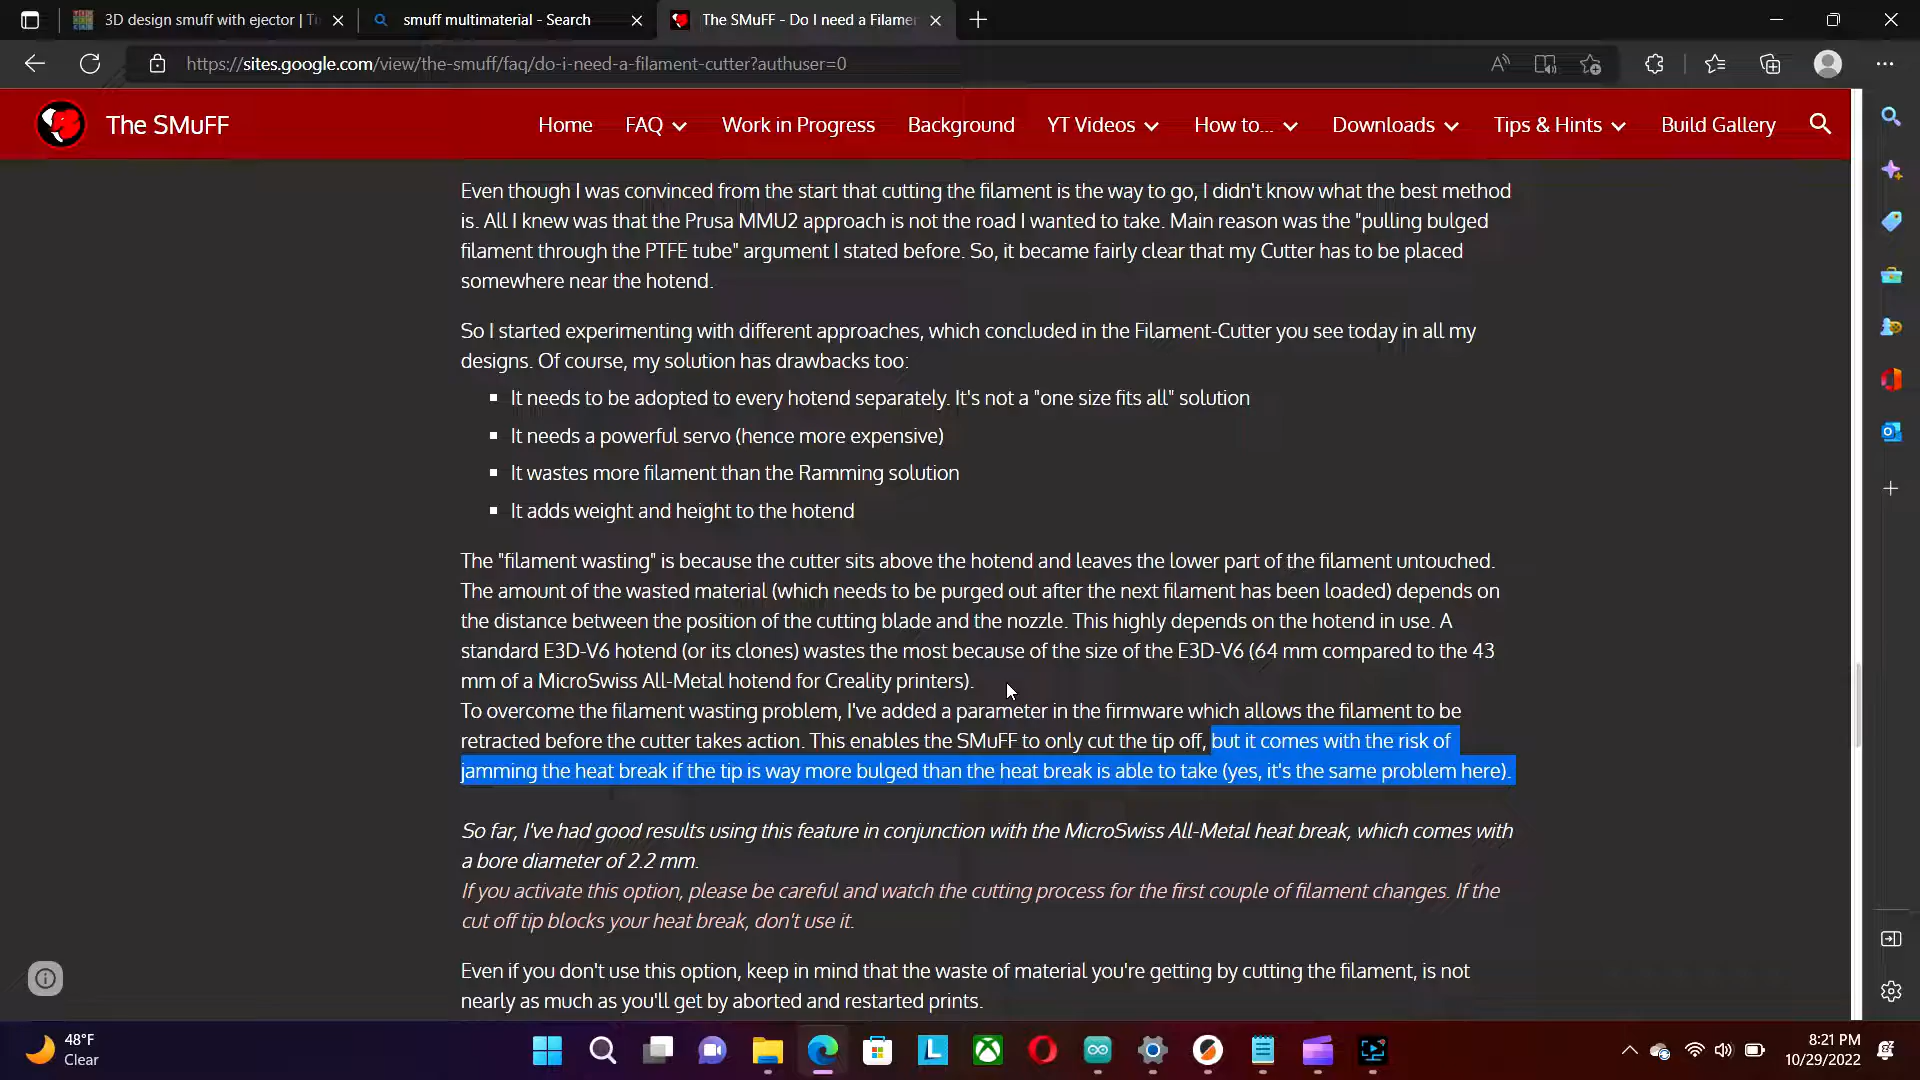 3D design smuff with ejector | Ti
smuff multimaterial - Search
The SMuFF - Do I need a Filame
https://sites.google.com/view/the-smuff/faq/do-i-need-a-filament-cutter?authuser=0
The SMuFF
Home
FAQ
Work in Progress
Background
YT Videos
How to...
Downloads
Tips & Hints
Build Gallery
Even though I was convinced from the start that cutting the filament is the way to go, I didn't know what the best method
is. All I knew was that the Prusa MMU2 approach is not the road I wanted to take. Main reason was the "pulling bulged
filament through the PTFE tube" argument I stated before. So, it became fairly clear that my Cutter has to be placed
somewhere near the hotend.
So I started experimenting with different approaches, which concluded in the Filament-Cutter you see today in all my
designs. Of course, my solution has drawbacks too:
▪ It needs to be adopted to every hotend separately. It's not a "one size fits all" solution
▪ It needs a powerful servo (hence more expensive)
▪ It wastes more filament than the Ramming solution
▪ It adds weight and height to the hotend
The "filament wasting" is because the cutter sits above the hotend and leaves the lower part of the filament untouched.
The amount of the wasted material (which needs to be purged out after the next filament has been loaded) depends on
the distance between the position of the cutting blade and the nozzle. This highly depends on the hotend in use. A
standard E3D-V6 hotend (or its clones) wastes the most because of the size of the E3D-V6 (64 mm compared to the 43
mm of a MicroSwiss All-Metal hotend for Creality printers).
To overcome the filament wasting problem, I've added a parameter in the firmware which allows the filament to be
retracted before the cutter takes action. This enables the SMuFF to only cut the tip off, but it comes with the risk of
jamming the heat break if the tip is way more bulged than the heat break is able to take (yes, it's the same problem here).
So far, I've had good results using this feature in conjunction with the MicroSwiss All-Metal heat break, which comes with
a bore diameter of 2.2 mm.
If you activate this option, please be careful and watch the cutting process for the first couple of filament changes. If the
cut off tip blocks your heat break, don't use it.
Even if you don't use this option, keep in mind that the waste of material you're getting by cutting the filament, is not
nearly as much as you'll get by aborted and restarted prints.
48°F
Clear
8:21 PM
10/29/2022